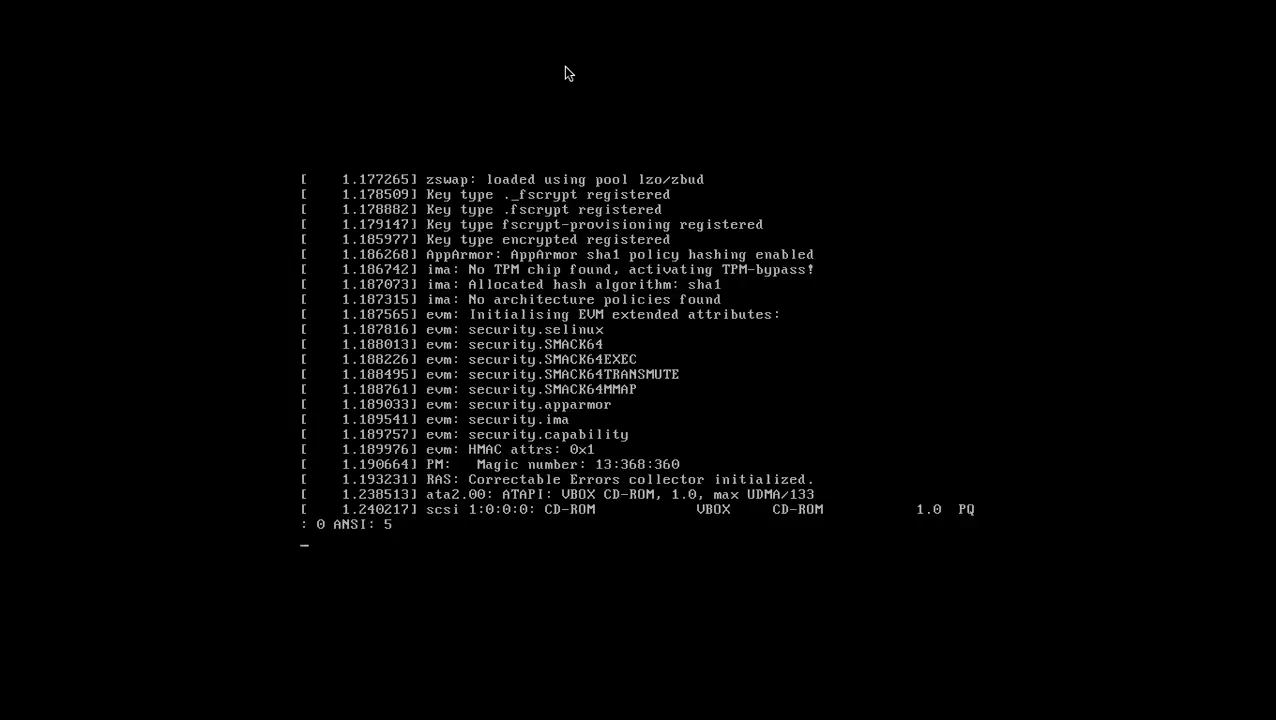 [    1.177265] zswap: loaded using pool lzo/zbud
[    1.178509] Key type ._fscrypt registered
[    1.178882] Key type .fscrypt registered
[    1.179147] Key type fscrypt-provisioning registered
[    1.185977] Key type encrypted registered
[    1.186268] AppArmor: AppArmor sha1 policy hashing enabled
[    1.186742] ima: No TPM chip found, activating TPM-bypass!
[    1.187073] ima: Allocated hash algorithm: sha1
[    1.187315] ima: No architecture policies found
[    1.187565] evm: Initialising EVM extended attributes:
[    1.187816] evm: security.selinux
[    1.188013] evm: security.SMACK64
[    1.188226] evm: security.SMACK64EXEC
[    1.188495] evm: security.SMACK64TRANSMUTE
[    1.188761] evm: security.SMACK64MMAP
[    1.189033] evm: security.apparmor
[    1.189541] evm: security.ima
[    1.189757] evm: security.capability
[    1.189976] evm: HMAC attrs: 0x1
[    1.190664] PM:   Magic number: 13:368:360
[    1.193231] RAS: Correctable Errors collector initialized.
[    1.238513] ata2.00: ATAPI: VBOX CD-ROM, 1.0, max UDMA/133
[    1.240217] scsi 1:0:0:0: CD-ROM            VBOX     CD-ROM           1.0  PQ
: 0 ANSI: 5
_